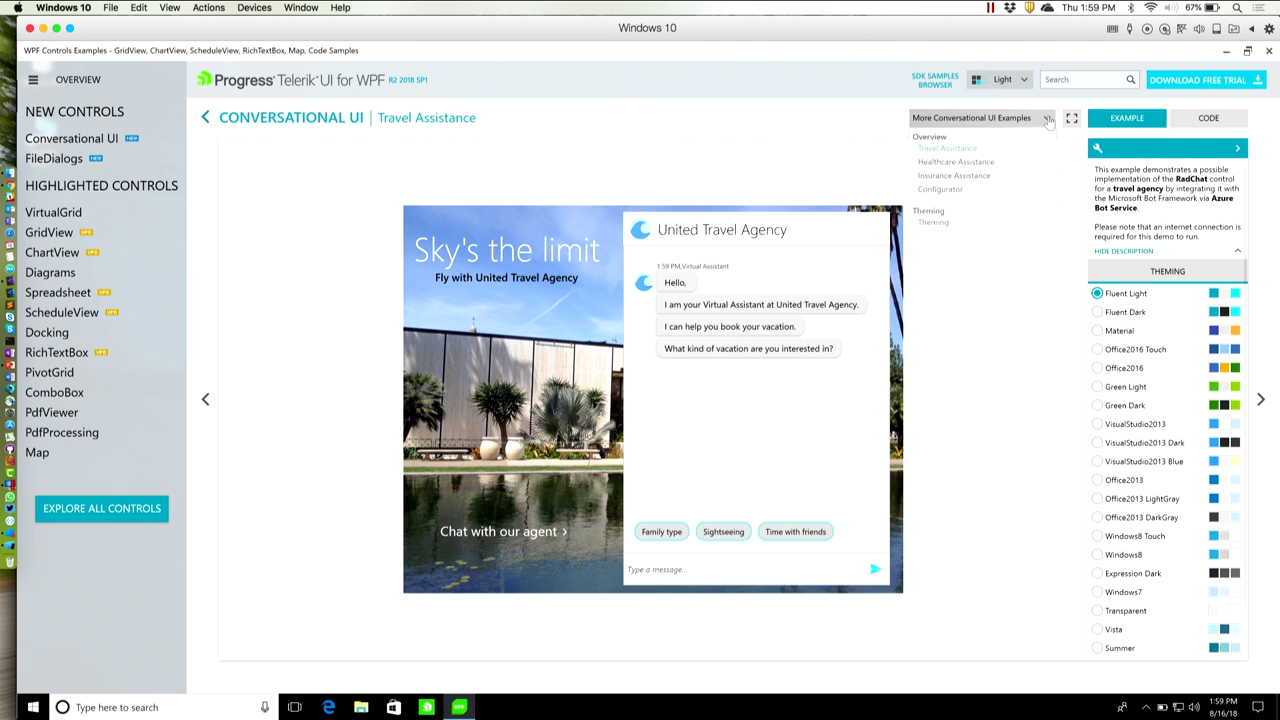 Windows 10 File Edit View Actions Devices Window Help Thu 1:59 PM 67%
Windows 10
WPF Controls Examples - GridView, ChartView, ScheduleView, RichTextBox, Map, Code Samples
OVERVIEW
Progress Telerik UI for WPF R2 2018 SP1
SDK SAMPLES
BROWSER
Light
Search
DOWNLOAD FREE TRIAL
NEW CONTROLS
Conversational UI NEW
FileDialogs NEW
HIGHLIGHTED CONTROLS
VirtualGrid
GridView UPD
ChartView UPD
Diagrams
Spreadsheet UPD
ScheduleView UPD
Docking
RichTextBox UPD
PivotGrid
ComboBox
PdfViewer
PdfProcessing
Map
EXPLORE ALL CONTROLS
CONVERSATIONAL UI | Travel Assistance
More Conversational UI Examples
Overview
Travel Assistance
Healthcare Assistance
Insurance Assistance
Configurator
Theming
Theming
Sky's the limit
Fly with United Travel Agency
Chat with our agent
United Travel Agency
1:59 PM,Virtual Assistant
Hello,
I am your Virtual Assistant at United Travel Agency.
I can help you book your vacation.
What kind of vacation are you interested in?
Family type Sightseeing Time with friends
Type a message...
EXAMPLE CODE
This example demonstrates a possible
implementation of the RadChat control
for a travel agency by integrating it with
the Microsoft Bot Framework via Azure
Bot Service.
Please note that an internet connection is
required for this demo to run.
HIDE DESCRIPTION
THEMING
Fluent Light
Fluent Dark
Material
Office2016 Touch
Office2016
Green Light
Green Dark
VisualStudio2013
VisualStudio2013 Dark
VisualStudio2013 Blue
Office2013
Office2013 LightGray
Office2013 DarkGray
Windows8 Touch
Windows8
Expression Dark
Windows7
Transparent
Vista
Summer
Type here to search
1:59 PM
8/16/18